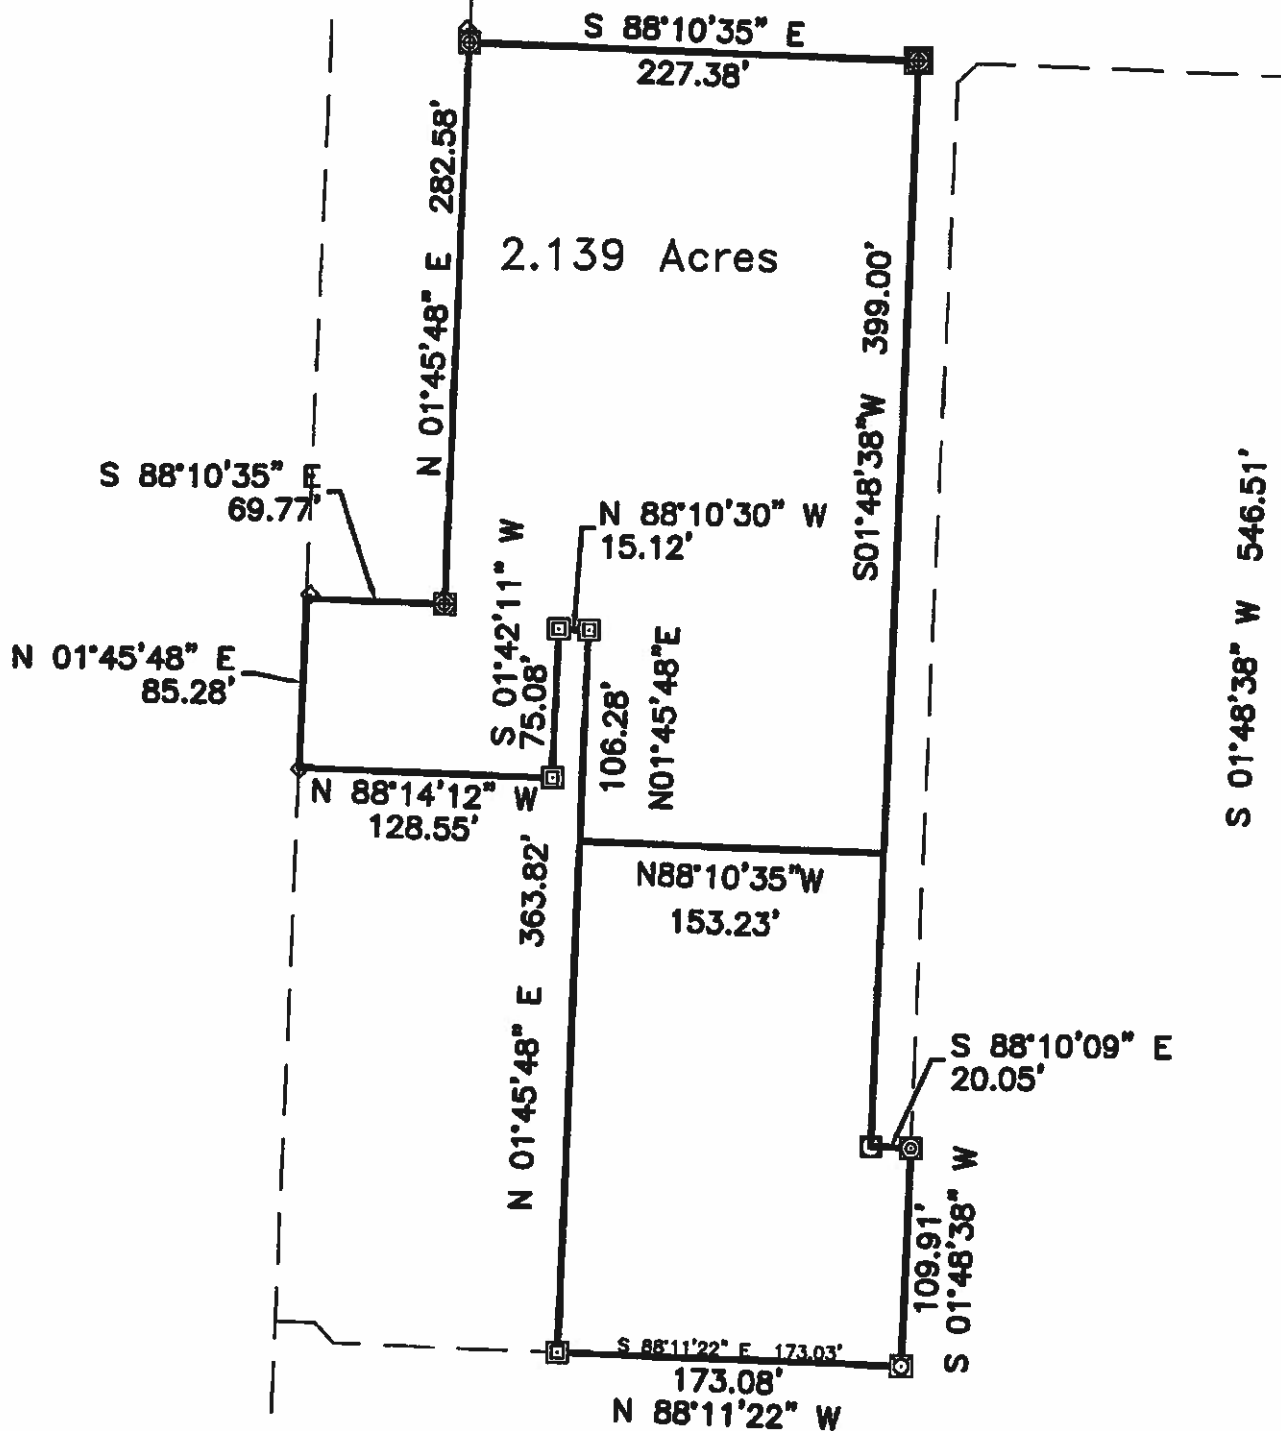 S 88°10'35" E
227.38'
N 01°45'48" E 282.58'
2.139 Acres
S01°48'38"W 399.00'
S 88°10'35" E
69.77'
N 88°10'30" W
15.12'
S 01°42'11" W
75.08'
N 01°45'48" E
85.28'
106.28'
N01°45'48"E
S 01°48'38" W 546.51'
N 88°14'12" W
128.55'
N88°10'35"W
153.23'
N 01°45'48" E 363.82'
S 88°10'09" E
20.05'
109.91'
S 01°48'38" W
S 88°11'22" E 173.03'
173.08'
N 88°11'22" W